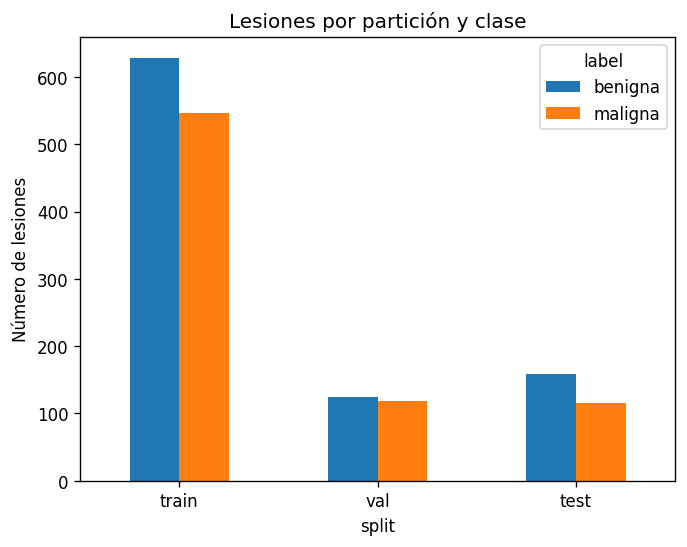 Lesiones por partición y clase
label
benigna
maligna
Número de lesiones
600
500
400
300
200
100
0
train
val
test
split